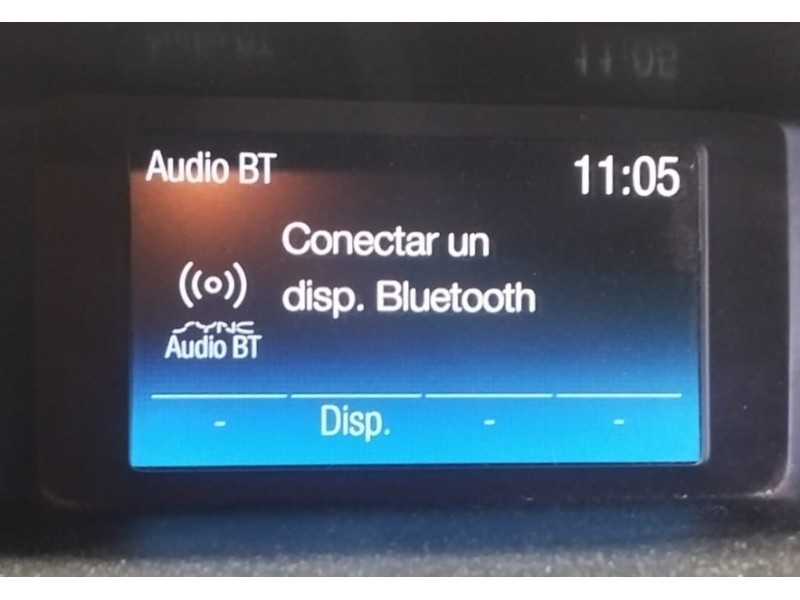 Audio BT 11:05
Conectar un
disp. Bluetooth
SYNC
Audio BT
- Disp. - -